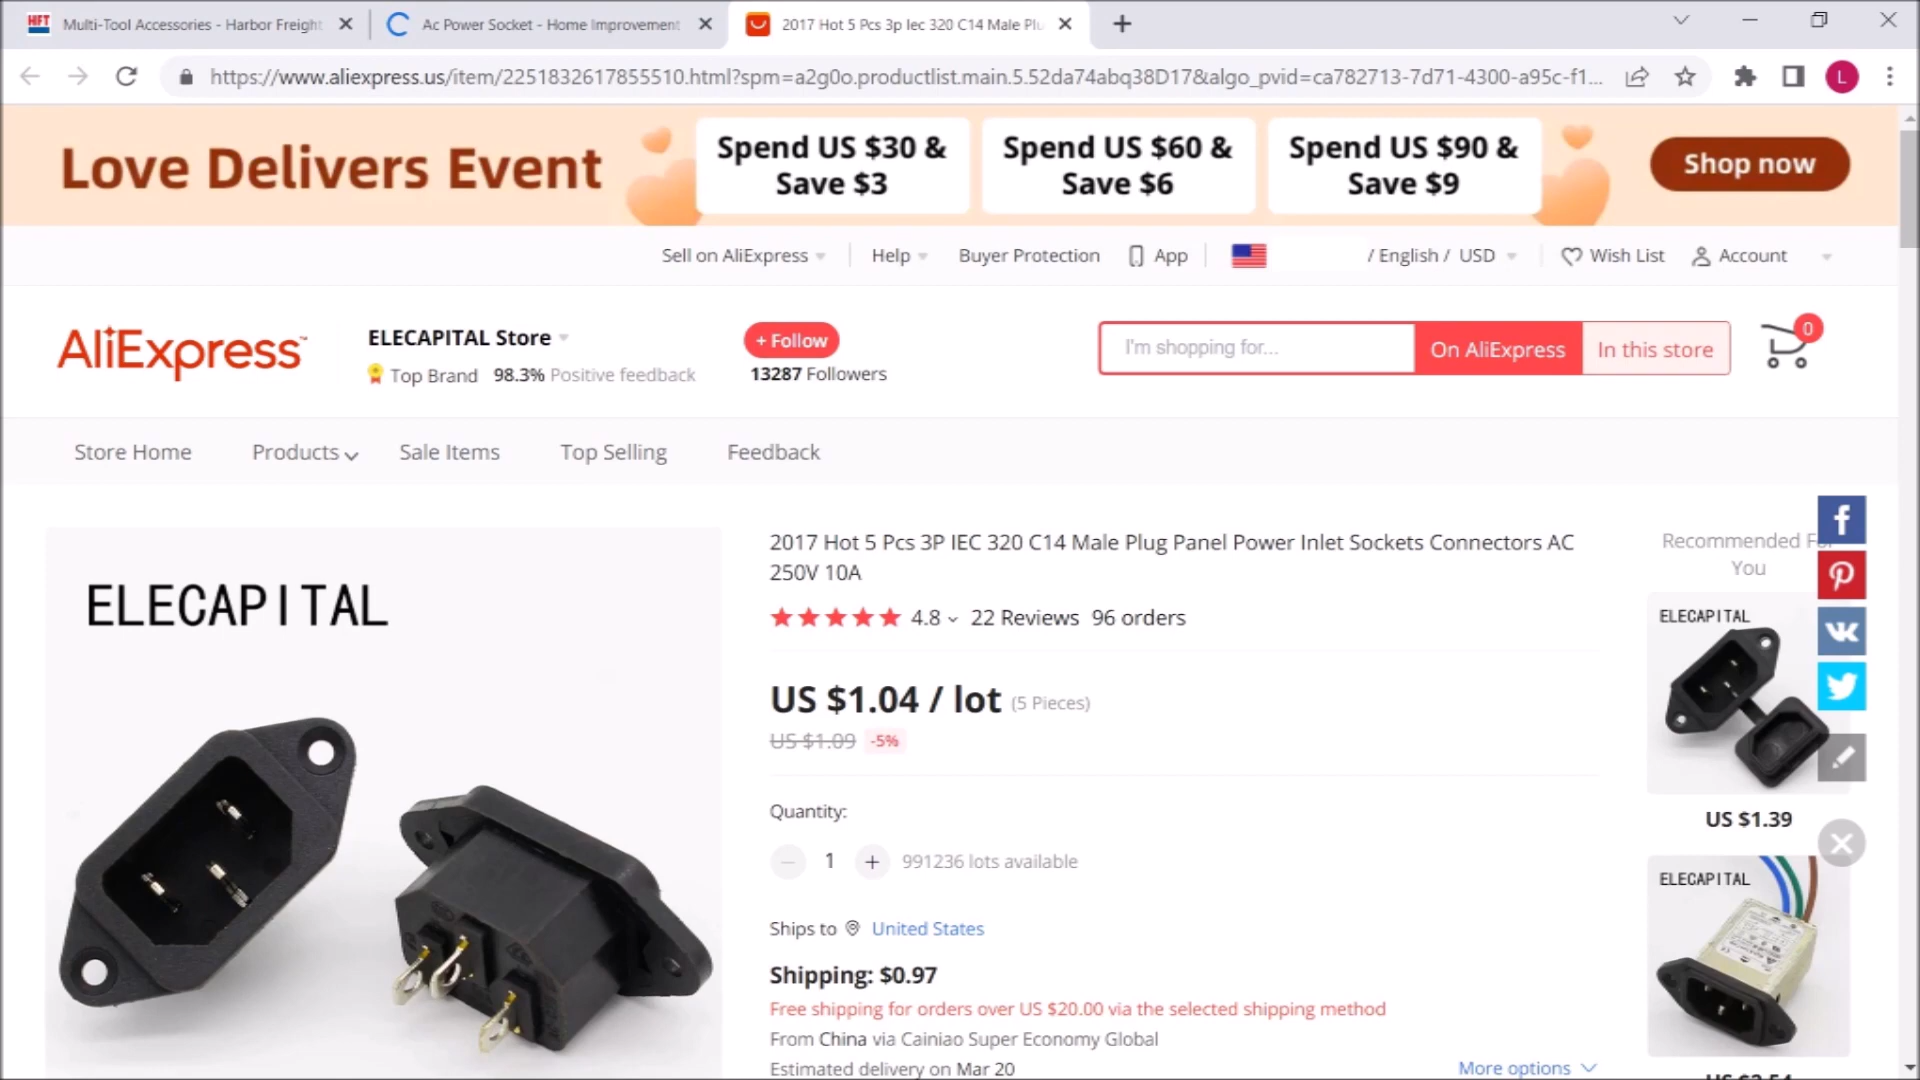 HFT Multi-Tool Accessories - Harbor Freight
Ac Power Socket - Home Improvement
2017 Hot 5 Pcs 3p Iec 320 C14 Male Plu
https://www.aliexpress.us/item/2251832617855510.html?spm=a2g0o.productlist.main.5.52da74abq38D17&algo_pvid=ca782713-7d71-4300-a95c-f1...
L
Love Delivers Event
Spend US $30 &
Save $3
Spend US $60 &
Save $6
Spend US $90 &
Save $9
Shop now
Sell on AliExpress
Help
Buyer Protection
App
/ English / USD
Wish List
Account
AliExpress™
ELECAPITAL Store
Top Brand 98.3% Positive feedback
+ Follow
13287 Followers
I'm shopping for...
On AliExpress
In this store
0
Store Home
Products
Sale Items
Top Selling
Feedback
ELECAPITAL
2017 Hot 5 Pcs 3P IEC 320 C14 Male Plug Panel Power Inlet Sockets Connectors AC
250V 10A
4.8 22 Reviews 96 orders
US $1.04 / lot (5 Pieces)
US $1.09 -5%
Quantity:
− 1 + 991236 lots available
Ships to United States
Shipping: $0.97
Free shipping for orders over US $20.00 via the selected shipping method
From China via Cainiao Super Economy Global
Estimated delivery on Mar 20
More options
Recommended For
You
ELECAPITAL
US $1.39
ELECAPITAL
US $2.54